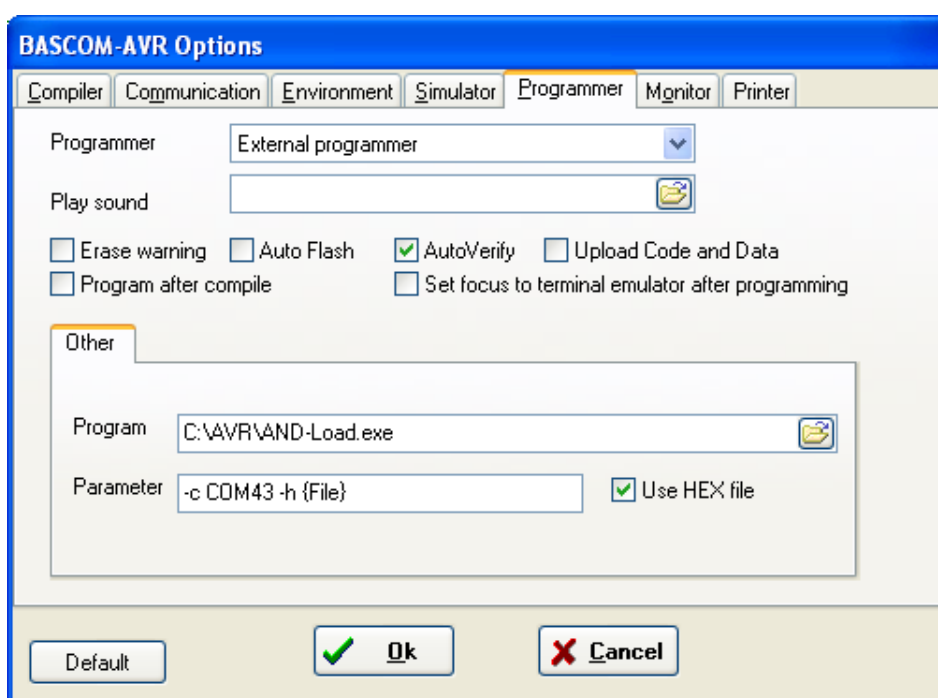 BASCOM-AVR Options
Compiler Communication Environment Simulator Programmer Monitor Printer
Programmer External programmer
Play sound
Erase warning Auto Flash AutoVerify Upload Code and Data
Program after compile Set focus to terminal emulator after programming
Other
Program C:\AVR\AND-Load.exe
Parameter -c COM43 -h {File} Use HEX file
Default Ok Cancel